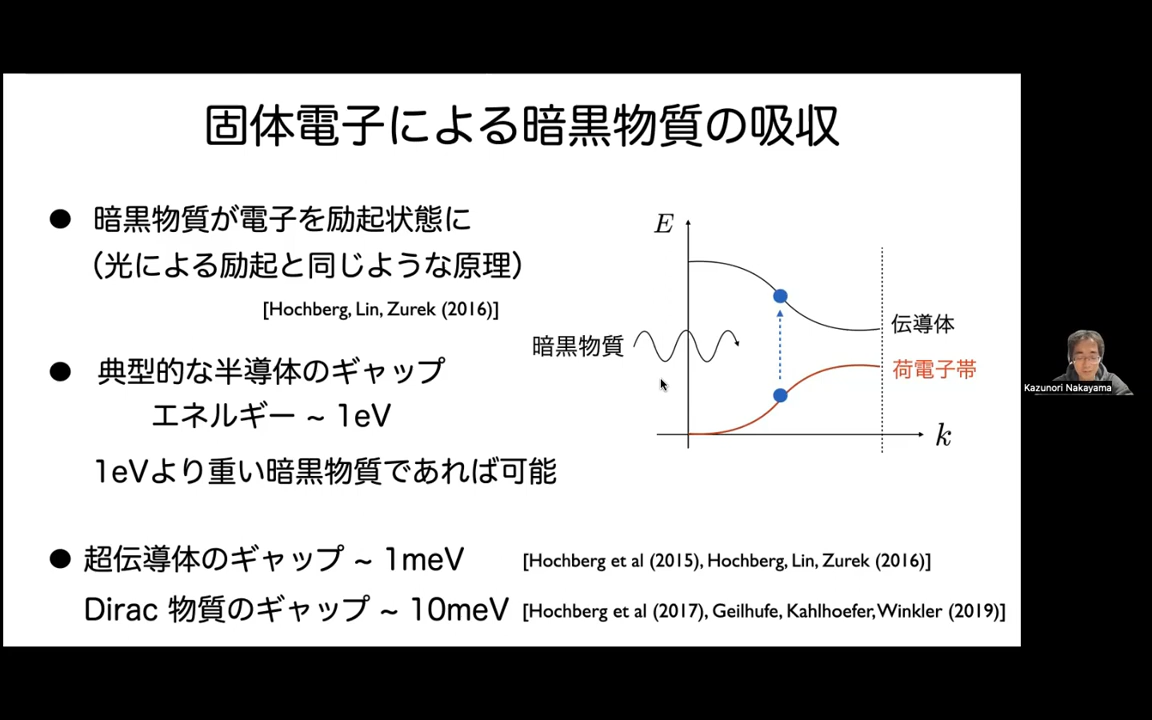 固体電子による暗黒物質の吸収
● 暗黒物質が電子を励起状態に
（光による励起と同じような原理）
[Hochberg, Lin, Zurek (2016)]
● 典型的な半導体のギャップ
エネルギー ~ 1eV
1eVより重い暗黒物質であれば可能
E
暗黒物質
伝導体
荷電子帯
k
● 超伝導体のギャップ ~ 1meV [Hochberg et al (2015), Hochberg, Lin, Zurek (2016)]
Dirac 物質のギャップ ~ 10meV [Hochberg et al (2017), Geilhufe, Kahlhoefer, Winkler (2019)]
Kazunori Nakayama